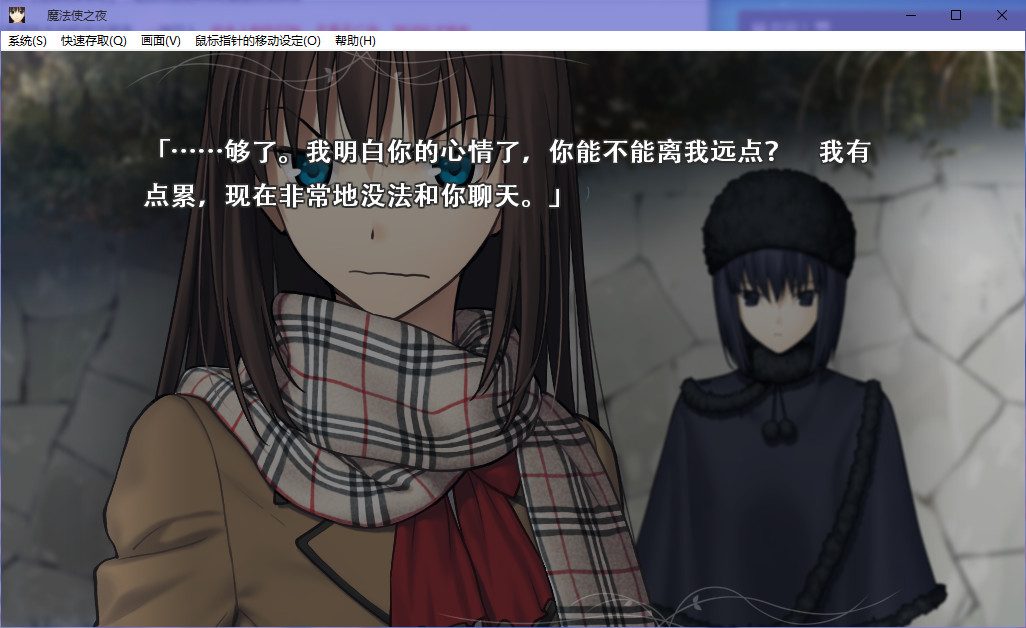 魔法使之夜
系统(S) 快速存取(Q) 画面(V) 鼠标指针的移动设定(O) 帮助(H)
「……够了。我明白你的心情了，你能不能离我远点？　我有
点累，现在非常地没法和你聊天。」